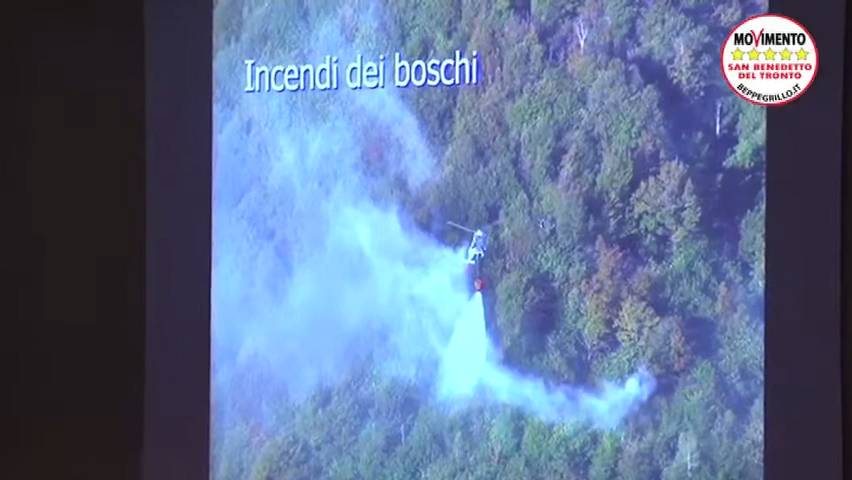 Incendi dei boschi
MOVIMENTO
SAN BENEDETTO
DEL TRONTO
BEPPEGRILLO.IT